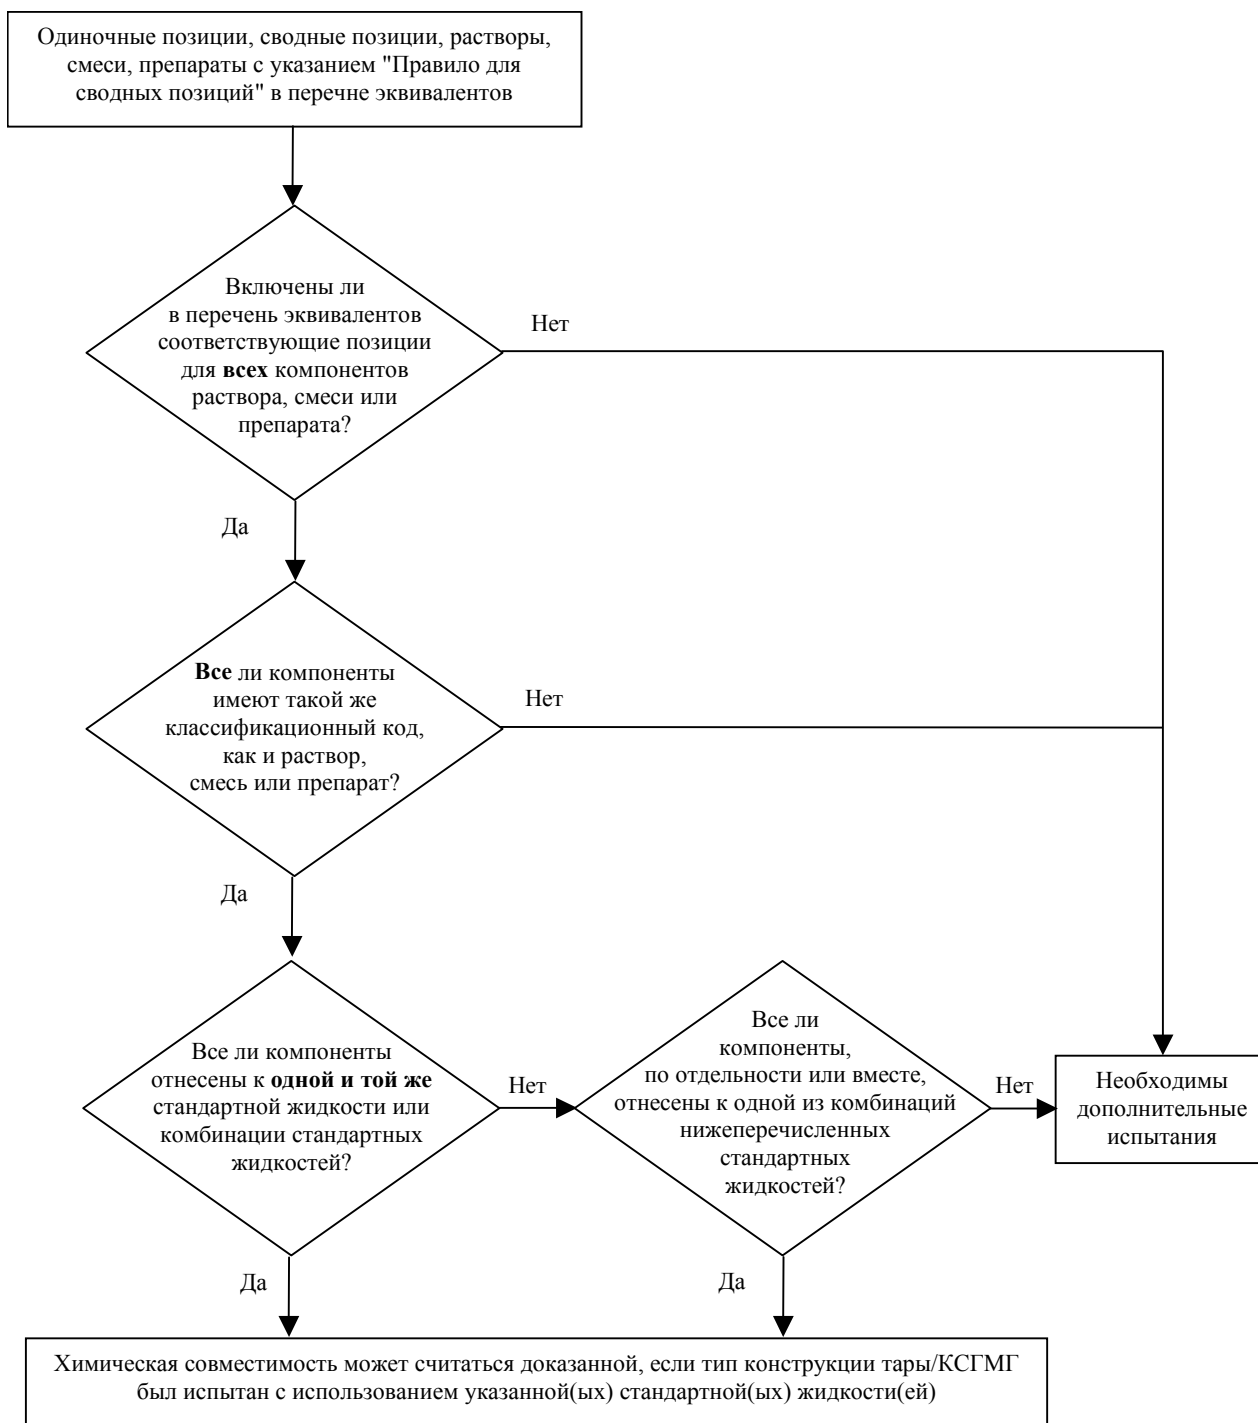 Одиночные позиции, сводные позиции, растворы,
смеси, препараты с указанием "Правило для
сводных позиций" в перечне эквивалентов
Включены ли
в перечень эквивалентов
соответствующие позиции
для всех компонентов
раствора, смеси или
препарата?
Нет
Да
Все ли компоненты
имеют такой же
классификационный код,
как и раствор,
смесь или препарат?
Нет
Да
Все ли компоненты
отнесены к одной и той же
стандартной жидкости или
комбинации стандартных
жидкостей?
Нет
Все ли
компоненты,
по отдельности или вместе,
отнесены к одной из комбинаций
нижеперечисленных
стандартных
жидкостей?
Нет
Необходимы
дополнительные
испытания
Да
Да
Химическая совместимость может считаться доказанной, если тип конструкции тары/КСГМГ
был испытан с использованием указанной(ых) стандартной(ых) жидкости(ей)